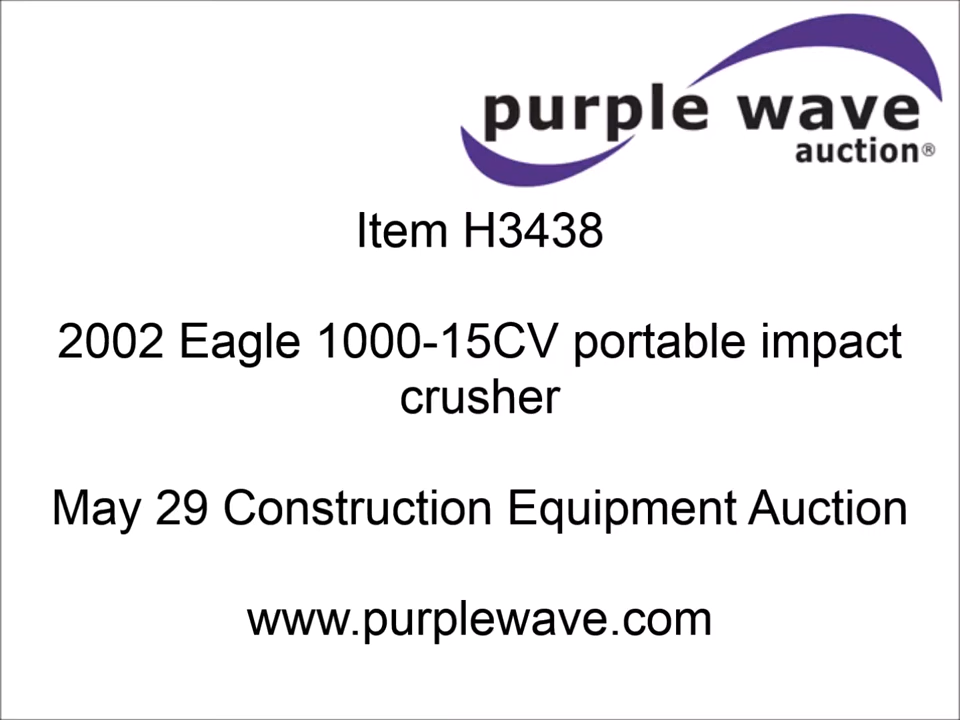 purple wave
auction®
Item H3438
2002 Eagle 1000-15CV portable impact
crusher
May 29 Construction Equipment Auction
www.purplewave.com